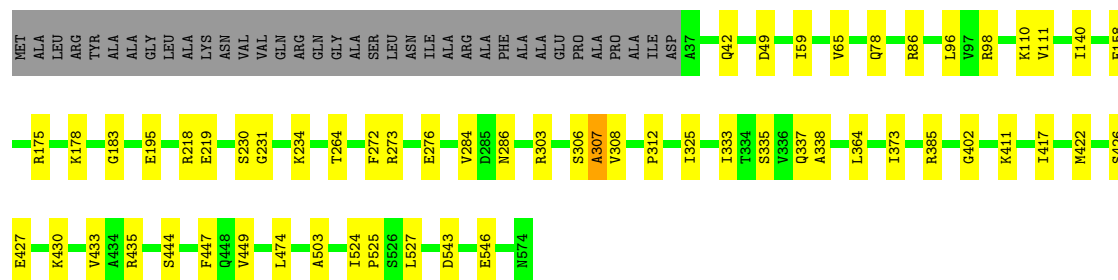 MET ALA LEU ARG TYR ALA ALA GLY LEU ALA LYS ASN VAL VAL GLN ARG GLN GLY ALA SER LEU ASN ILE ALA ARG ALA PHE ALA ALA GLU PRO ALA PRO ALA ILE ASP A37 Q42 D49 I59 V65 Q78 R86 L96 V97 R98 K110 V111 I140
R175 K178 G183 E195 R218 E219 S230 G231 K234 T264 F272 R273 E276 V284 D285 N286 R303 S306 A307 V308 P312 I325 I333 T334 S335 V336 Q337 A338 L364 I373 R385 G402 K411 I417 M422
E427 K430 V433 A434 R435 S444 F447 Q448 V449 L474 A503 I524 P525 S526 L527 D543 E546 N574